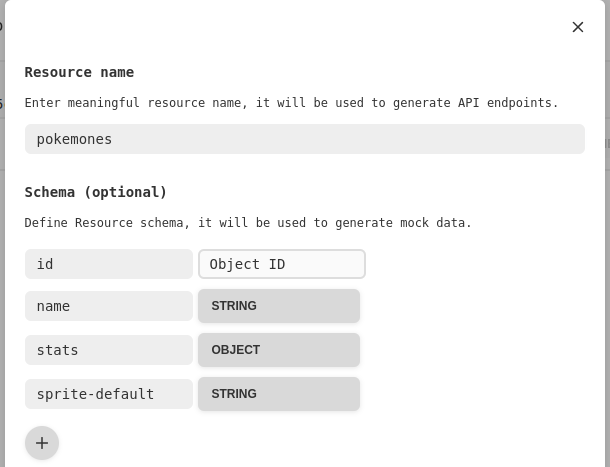 Resource name
Enter meaningful resource name, it will be used to generate API endpoints.
pokemones
Schema (optional)
Define Resource schema, it will be used to generate mock data.
id Object ID
name STRING
stats OBJECT
sprite-default STRING